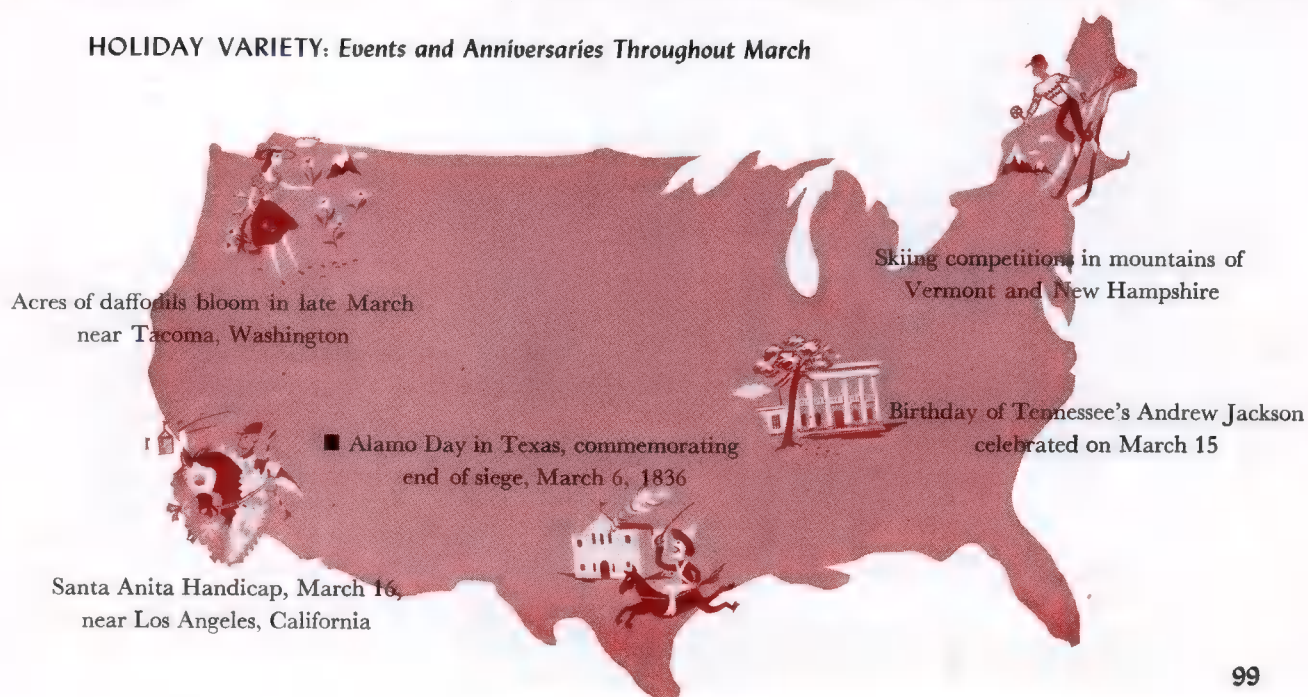 HOLIDAY VARIETY: Events and Anniversaries Throughout March
Skiing competitions in mountains of
Vermont and New Hampshire
Acres of daffodils bloom in late March
near Tacoma, Washington
Birthday of Tennessee's Andrew Jackson
celebrated on March 15
■ Alamo Day in Texas, commemorating
end of siege, March 6, 1836
Santa Anita Handicap, March 16,
near Los Angeles, California
99